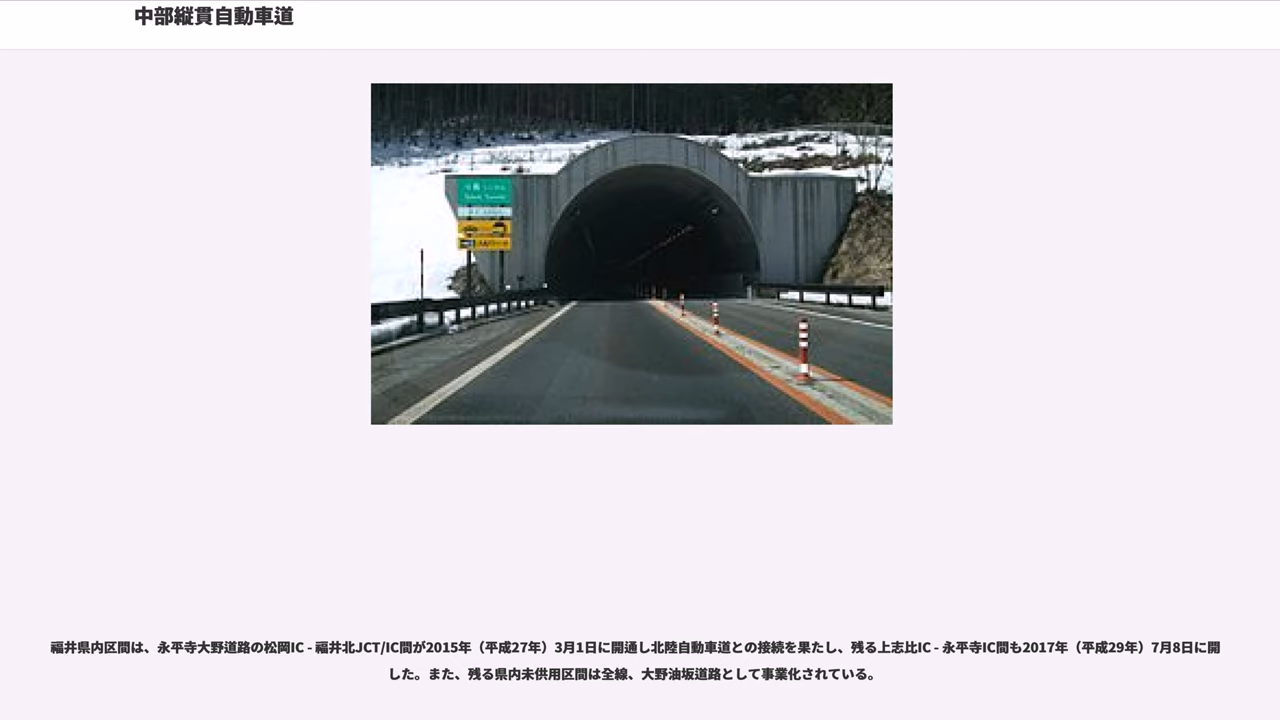 中部縦貫自動車道
福井県内区間は、永平寺大野道路の松岡IC - 福井北JCT/IC間が2015年（平成27年）3月1日に開通し北陸自動車道との接続を果たし、残る上志比IC - 永平寺IC間も2017年（平成29年）7月8日に開
した。また、残る県内未供用区間は全線、大野油坂道路として事業化されている。